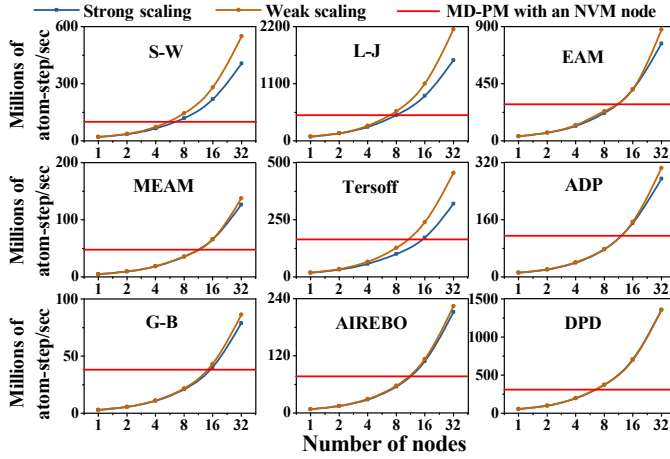 Strong scaling Weak scaling MD-PM with an NVM node
Millions of atom-step/sec
600
300
0
S-W
1 2 4 8 16 32
2200
1100
0
L-J
1 2 4 8 16 32
900
450
0
EAM
1 2 4 8 16 32
Millions of atom-step/sec
200
100
0
MEAM
1 2 4 8 16 32
500
250
0
Tersoff
1 2 4 8 16 32
320
160
0
ADP
1 2 4 8 16 32
Millions of atom-step/sec
100
50
0
G-B
1 2 4 8 16 32
240
120
0
AIREBO
1 2 4 8 16 32
1500
1000
500
0
DPD
1 2 4 8 16 32
Number of nodes